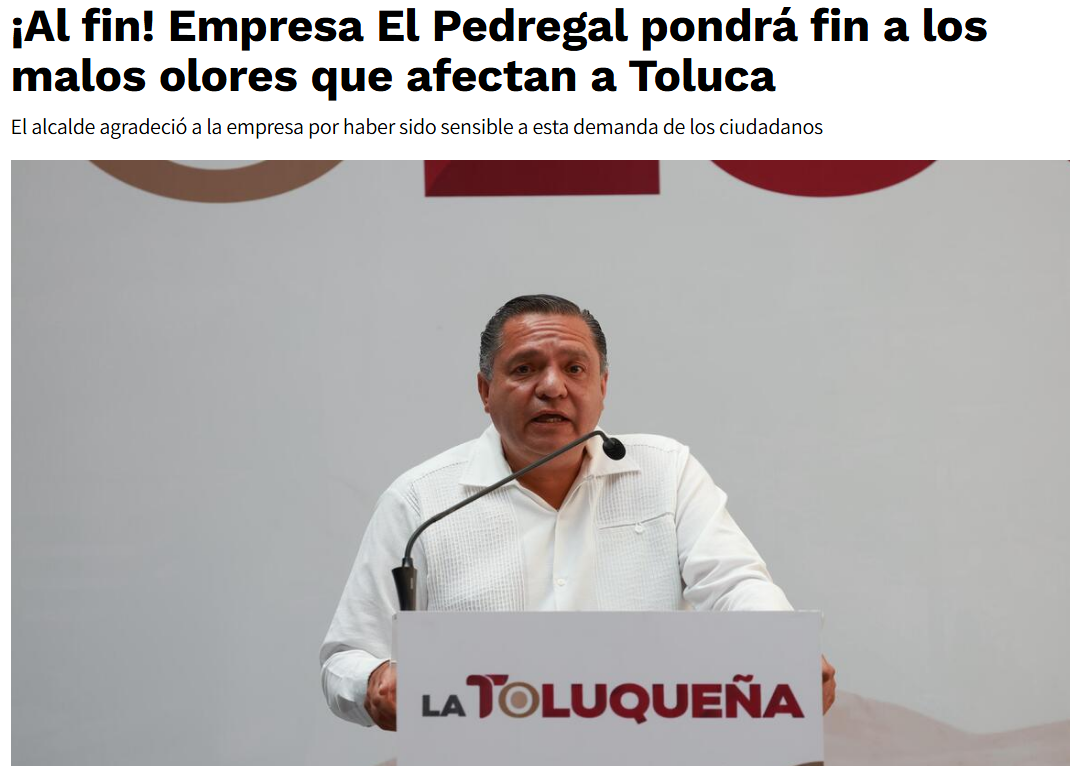 ¡Al fin! Empresa El Pedregal pondrá fin a los
malos olores que afectan a Toluca
El alcalde agradeció a la empresa por haber sido sensible a esta demanda de los ciudadanos
LA TOLUQUEÑA